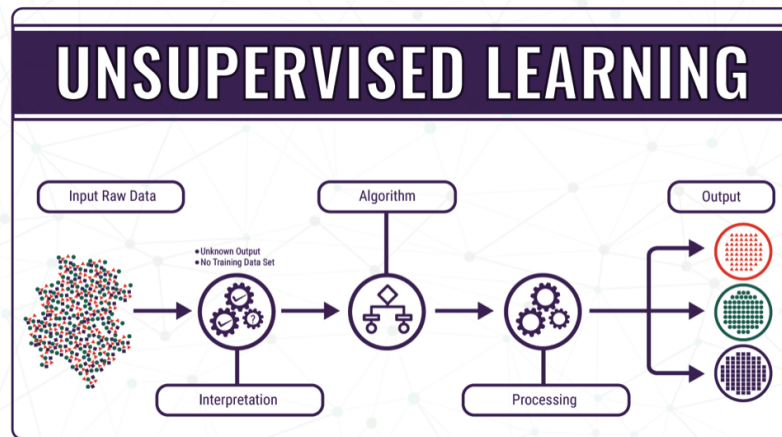 UNSUPERVISED LEARNING
Input Raw Data
Algorithm
Output
• Unknown Output
• No Training Data Set
?
Interpretation
Processing